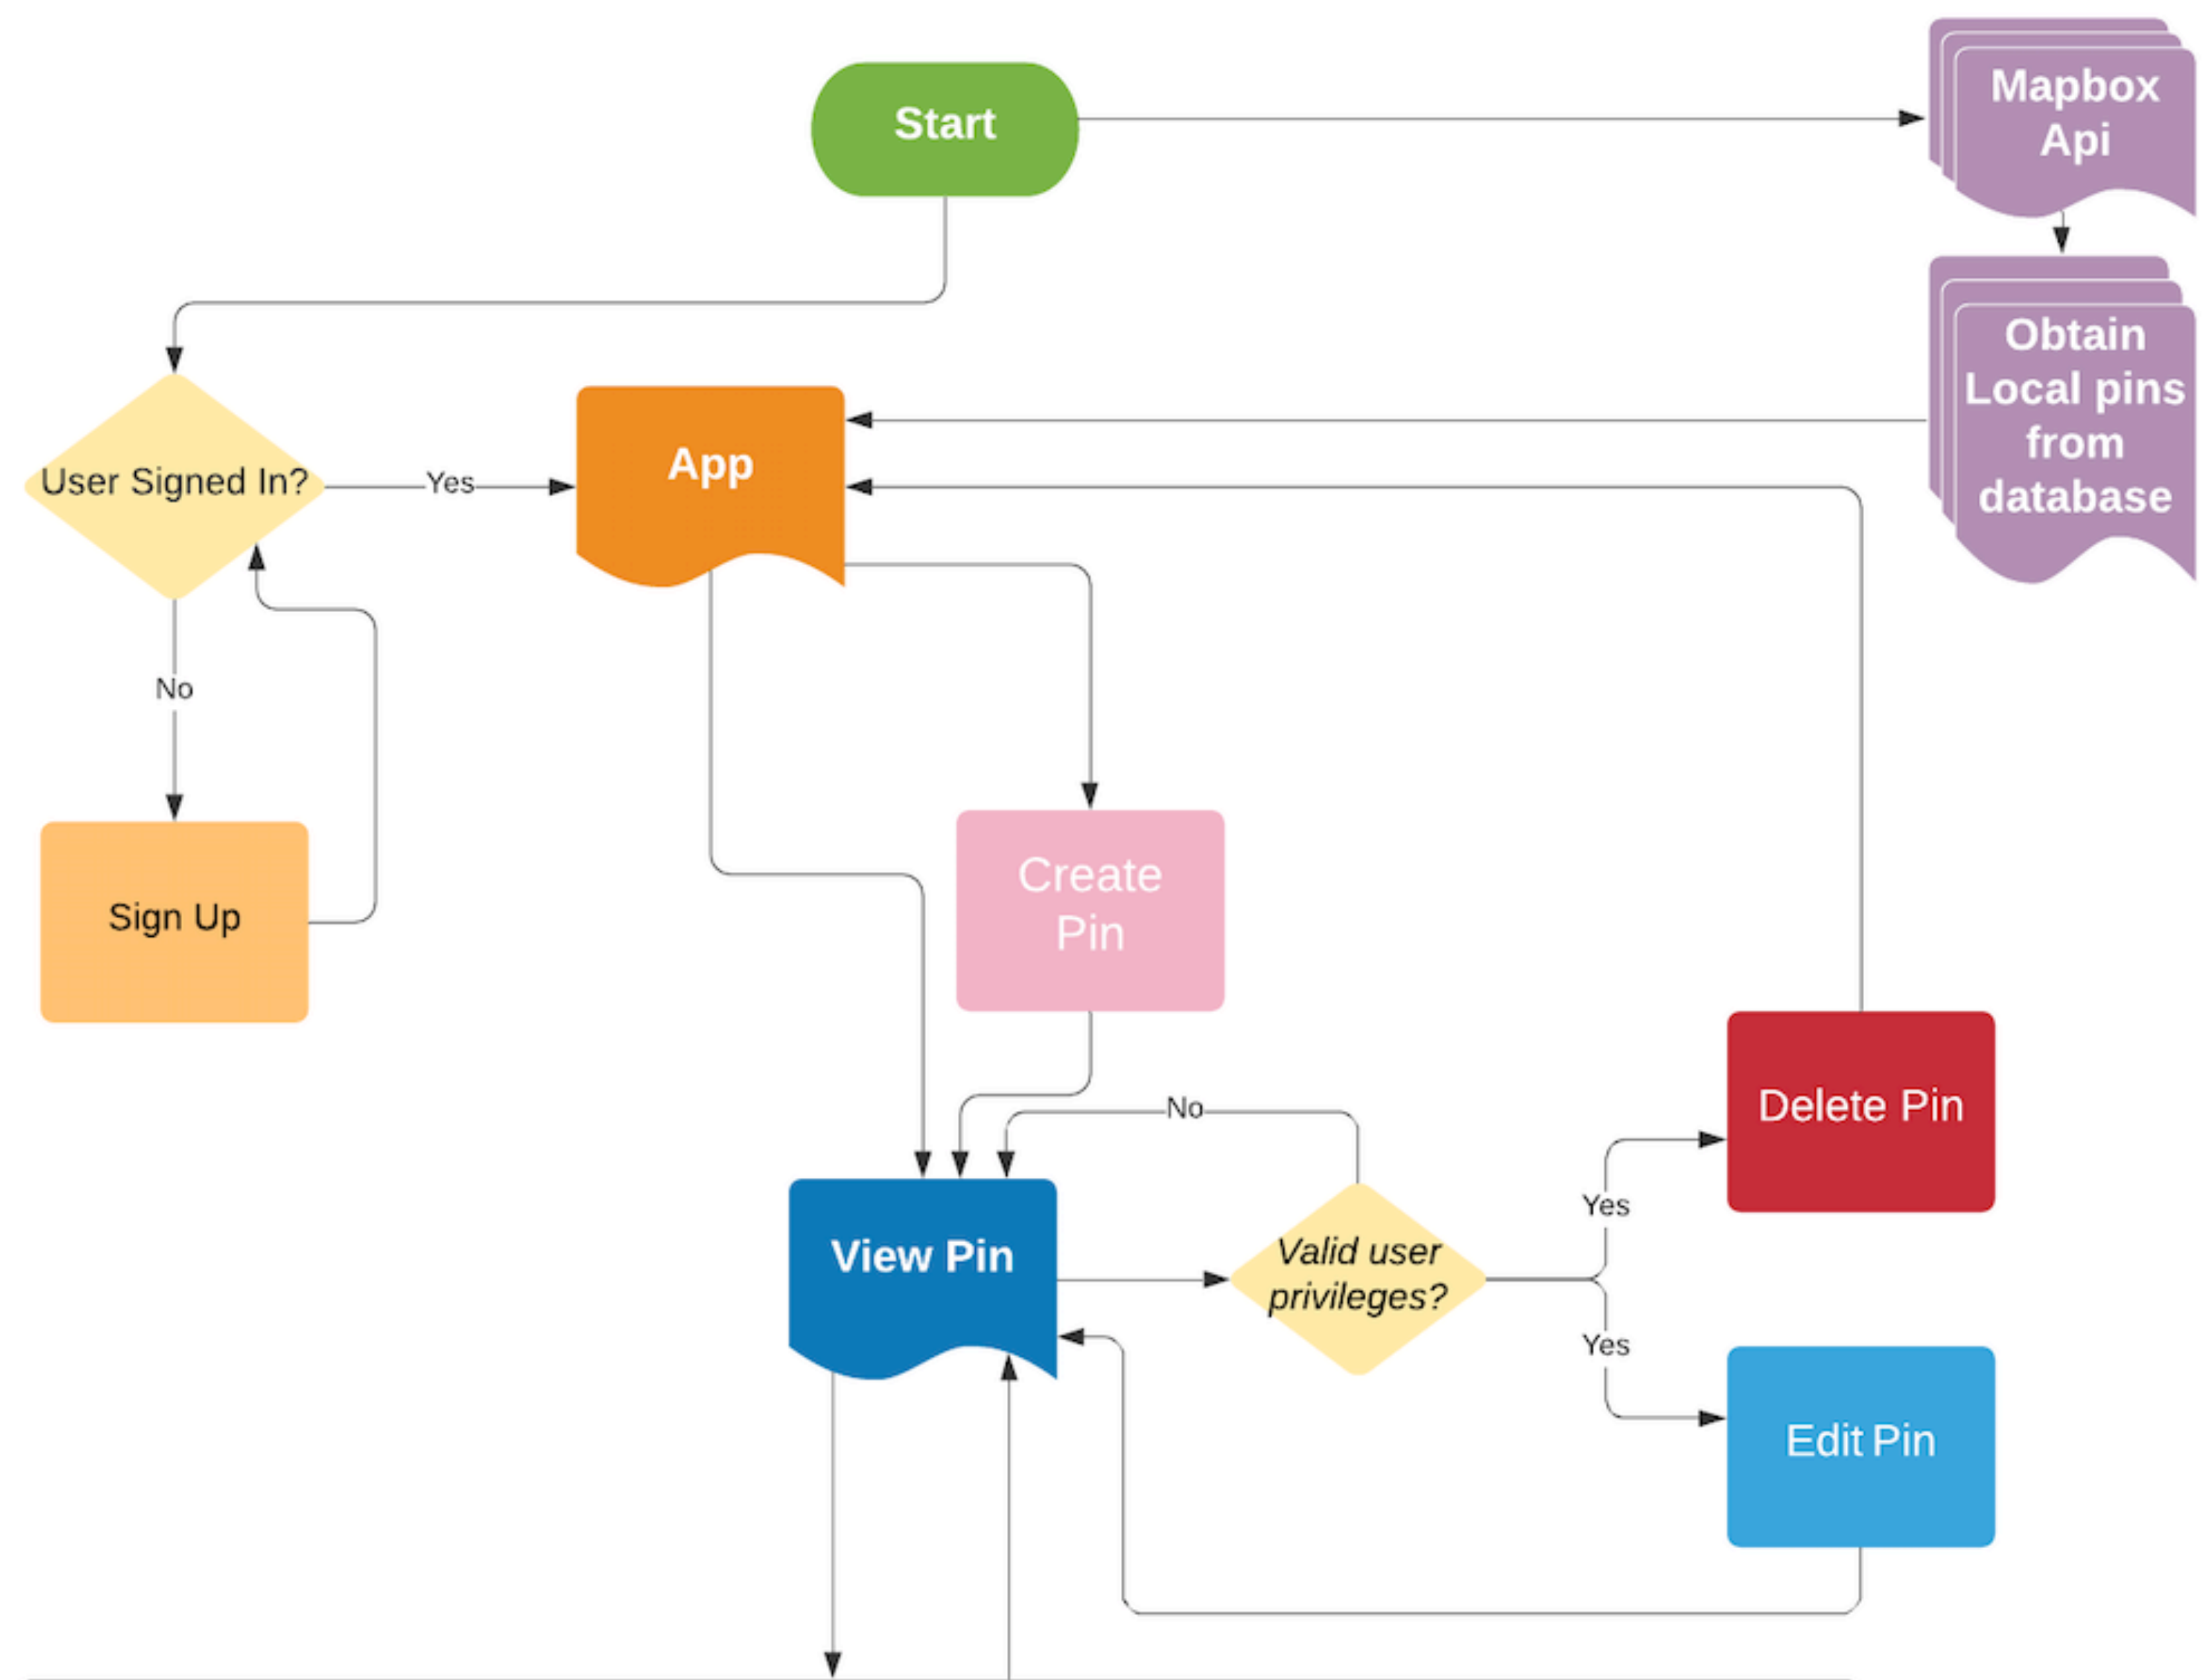 Start
Mapbox
Api
Obtain
Local pins
from
database
User Signed In?
Yes
App
No
Sign Up
Create
Pin
No
Delete Pin
Yes
View Pin
Valid user
privileges?
Yes
Edit Pin